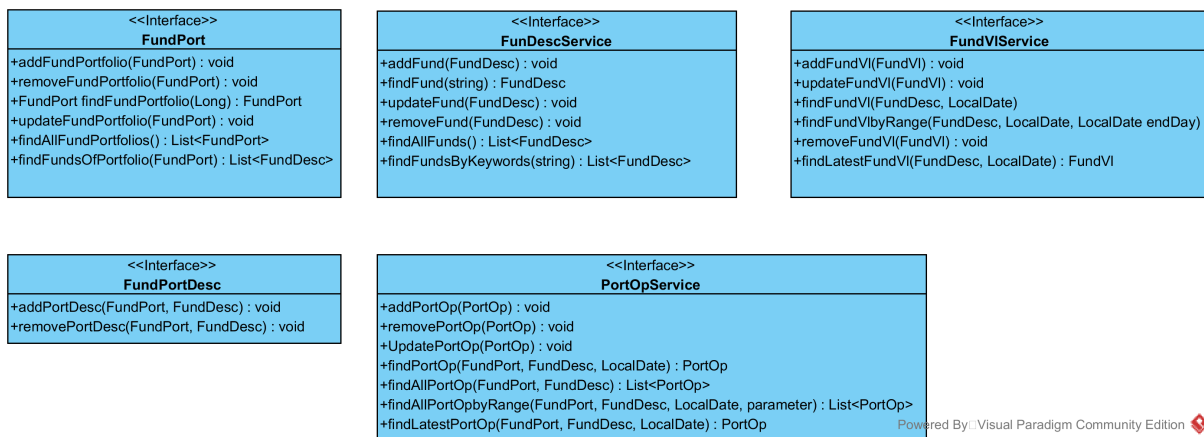 <<Interface>>
FundPort
+addFundPortfolio(FundPort) : void
+removeFundPortfolio(FundPort) : void
+FundPort findFundPortfolio(Long) : FundPort
+updateFundPortfolio(FundPort) : void
+findAllFundPortfolios() : List<FundPort>
+findFundsOfPortfolio(FundPort) : List<FundDesc>
<<Interface>>
FunDescService
+addFund(FundDesc) : void
+findFund(string) : FundDesc
+updateFund(FundDesc) : void
+removeFund(FundDesc) : void
+findAllFunds() : List<FundDesc>
+findFundsByKeywords(string) : List<FundDesc>
<<Interface>>
FundVlService
+addFundVl(FundVl) : void
+updateFundVl(FundVl) : void
+findFundVl(FundDesc, LocalDate)
+findFundVlbyRange(FundDesc, LocalDate, LocalDate endDay)
+removeFundVl(FundVl) : void
+findLatestFundVl(FundDesc, LocalDate) : FundVl
<<Interface>>
FundPortDesc
+addPortDesc(FundPort, FundDesc) : void
+removePortDesc(FundPort, FundDesc) : void
<<Interface>>
PortOpService
+addPortOp(PortOp) : void
+removePortOp(PortOp) : void
+UpdatePortOp(PortOp) : void
+findPortOp(FundPort, FundDesc, LocalDate) : PortOp
+findAllPortOp(FundPort, FundDesc) : List<PortOp>
+findAllPortOpbyRange(FundPort, FundDesc, LocalDate, parameter) : List<PortOp>
+findLatestPortOp(FundPort, FundDesc, LocalDate) : PortOp
Powered By Visual Paradigm Community Edition